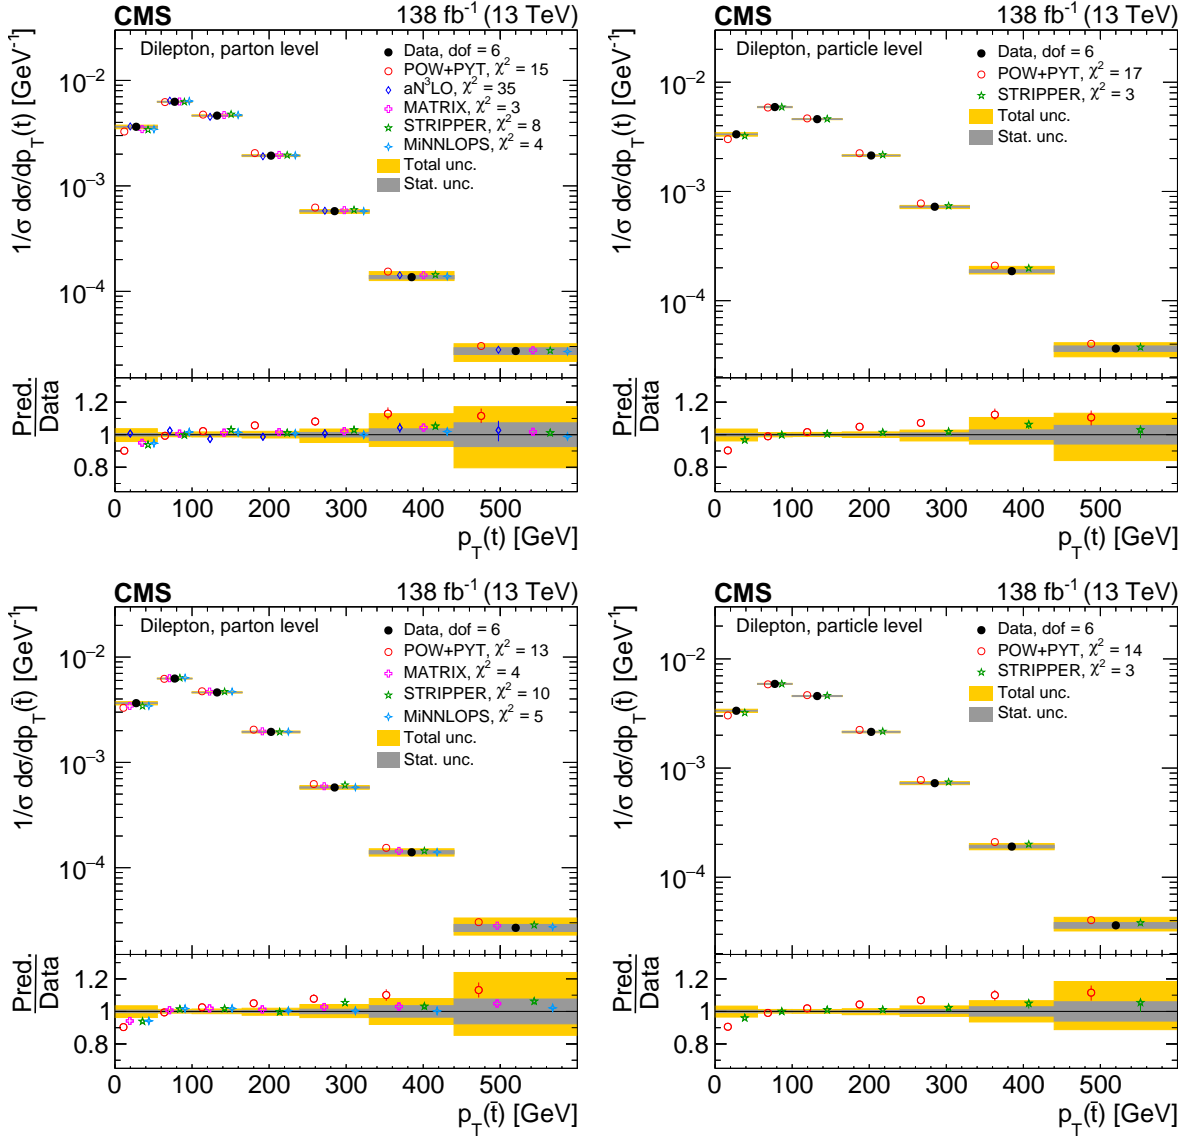 CMS 138 fb⁻¹ (13 TeV)
Dilepton, parton level
Data, dof = 6
POW+PYT, χ² = 15
aN³LO, χ² = 35
MATRIX, χ² = 3
STRIPPER, χ² = 8
MiNNLOPS, χ² = 4
Total unc.
Stat. unc.
1/σ dσ/dp_T(t) [GeV⁻¹]
10⁻²
10⁻³
10⁻⁴
Pred.
Data
1.2
1
0.8
0 100 200 300 400 500
p_T(t) [GeV]
CMS 138 fb⁻¹ (13 TeV)
Dilepton, particle level
Data, dof = 6
POW+PYT, χ² = 17
STRIPPER, χ² = 3
Total unc.
Stat. unc.
1/σ dσ/dp_T(t) [GeV⁻¹]
10⁻²
10⁻³
10⁻⁴
Pred.
Data
1.2
1
0.8
0 100 200 300 400 500
p_T(t) [GeV]
CMS 138 fb⁻¹ (13 TeV)
Dilepton, parton level
Data, dof = 6
POW+PYT, χ² = 13
MATRIX, χ² = 4
STRIPPER, χ² = 10
MiNNLOPS, χ² = 5
Total unc.
Stat. unc.
1/σ dσ/dp_T(t̄) [GeV⁻¹]
10⁻²
10⁻³
10⁻⁴
Pred.
Data
1.2
1
0.8
0 100 200 300 400 500
p_T(t̄) [GeV]
CMS 138 fb⁻¹ (13 TeV)
Dilepton, particle level
Data, dof = 6
POW+PYT, χ² = 14
STRIPPER, χ² = 3
Total unc.
Stat. unc.
1/σ dσ/dp_T(t̄) [GeV⁻¹]
10⁻²
10⁻³
10⁻⁴
Pred.
Data
1.2
1
0.8
0 100 200 300 400 500
p_T(t̄) [GeV]